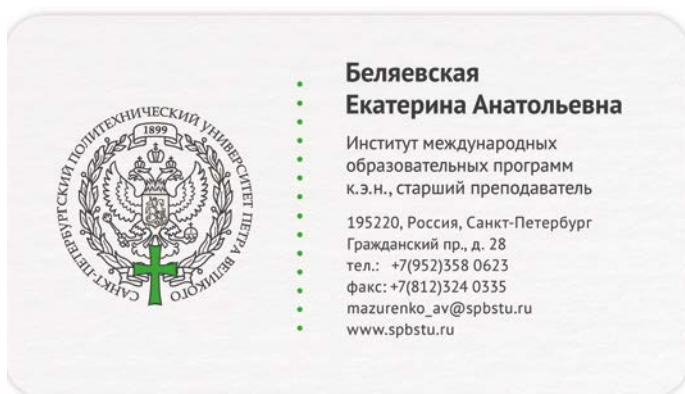 САНКТ-ПЕТЕРБУРГСКИЙ ПОЛИТЕХНИЧЕСКИЙ УНИВЕРСИТЕТ ПЕТРА ВЕЛИКОГО
1899
Беляевская
Екатерина Анатольевна
Институт международных
образовательных программ
к.э.н., старший преподаватель
195220, Россия, Санкт-Петербург
Гражданский пр., д. 28
тел.: +7(952)358 0623
факс: +7(812)324 0335
mazurenko_av@spbstu.ru
www.spbstu.ru